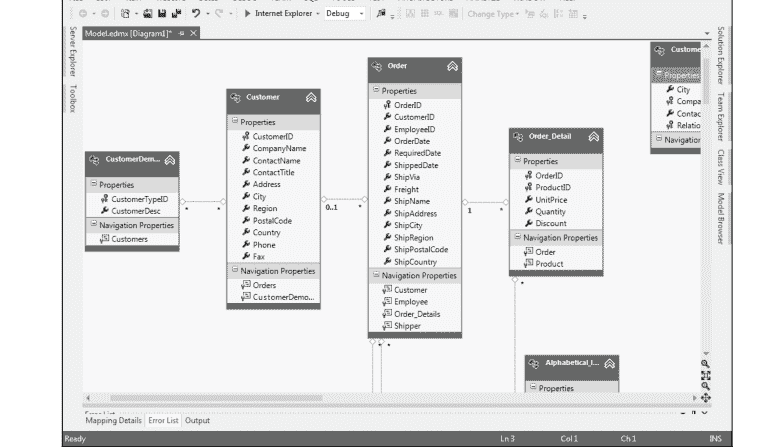 Internet Explorer
Debug
Change Type
Model.edmx [Diagram1]*
Server Explorer
Toolbox
CustomerDem...
Properties
CustomerTypeID
CustomerDesc
Navigation Properties
Customers
*
*
Customer
Properties
CustomerID
CompanyName
ContactName
ContactTitle
Address
City
Region
PostalCode
Country
Phone
Fax
Navigation Properties
Orders
CustomerDemo...
0..1
*
Order
Properties
OrderID
CustomerID
EmployeeID
OrderDate
RequiredDate
ShippedDate
ShipVia
Freight
ShipName
ShipAddress
ShipCity
ShipRegion
ShipPostalCode
ShipCountry
Navigation Properties
Customer
Employee
Order_Details
Shipper
*
*
1
*
Order_Detail
Properties
OrderID
ProductID
UnitPrice
Quantity
Discount
Navigation Properties
Order
Product
*
Alphabetical_l...
Properties
Custome
Properties
City
Compa
Contac
Relatio
Navigation
Solution Explorer
Team Explorer
Class View
Model Browser
Mapping Details
Error List
Output
Ready
Ln 3
Col 1
Ch 1
INS